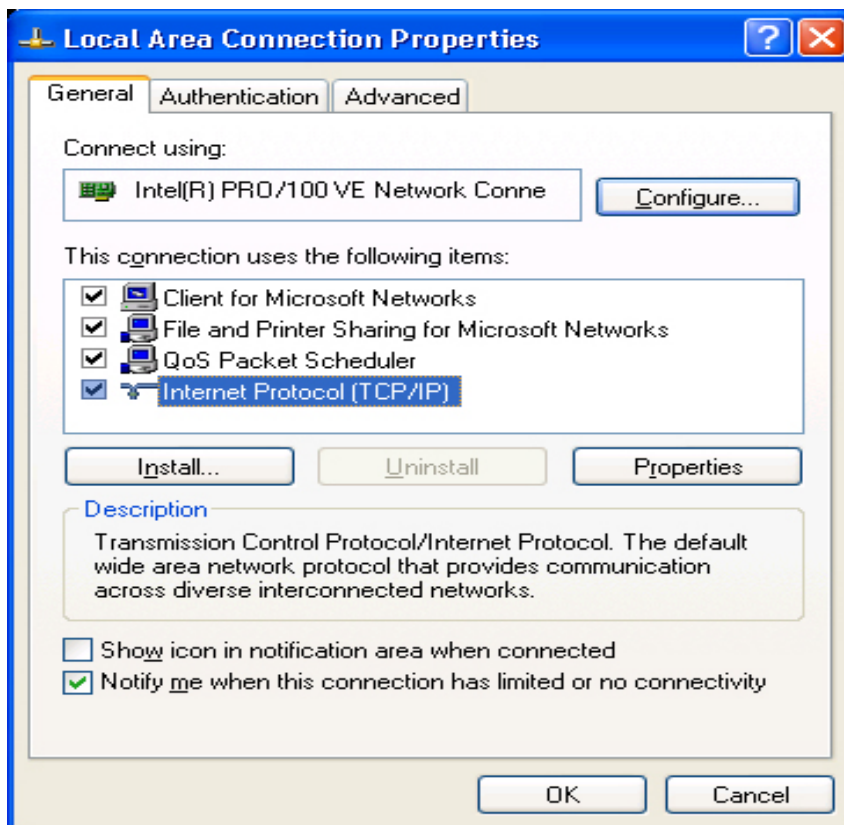 Local Area Connection Properties
General Authentication Advanced
Connect using:
Intel(R) PRO/100 VE Network Conne
Configure...
This connection uses the following items:
Client for Microsoft Networks
File and Printer Sharing for Microsoft Networks
QoS Packet Scheduler
Internet Protocol (TCP/IP)
Install... Uninstall Properties
Description
Transmission Control Protocol/Internet Protocol. The default
wide area network protocol that provides communication
across diverse interconnected networks.
Show icon in notification area when connected
Notify me when this connection has limited or no connectivity
OK Cancel